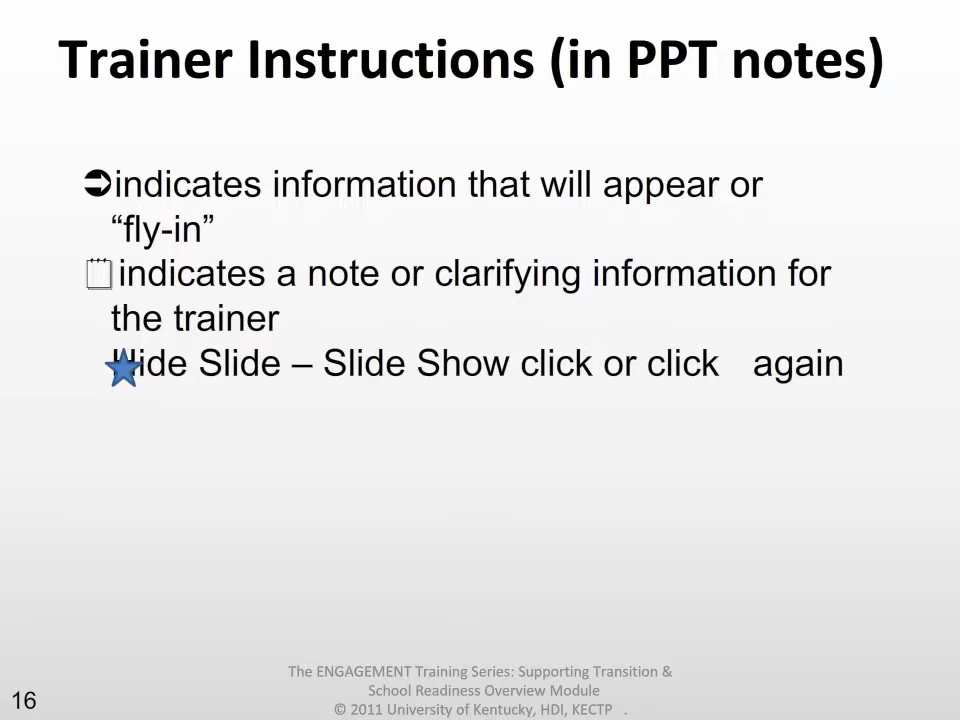 Trainer Instructions (in PPT notes)
indicates information that will appear or
“fly-in”
indicates a note or clarifying information for
the trainer
Hide Slide – Slide Show click or click again
The ENGAGEMENT Training Series: Supporting Transition &
School Readiness Overview Module
© 2011 University of Kentucky, HDI, KECTP .
16